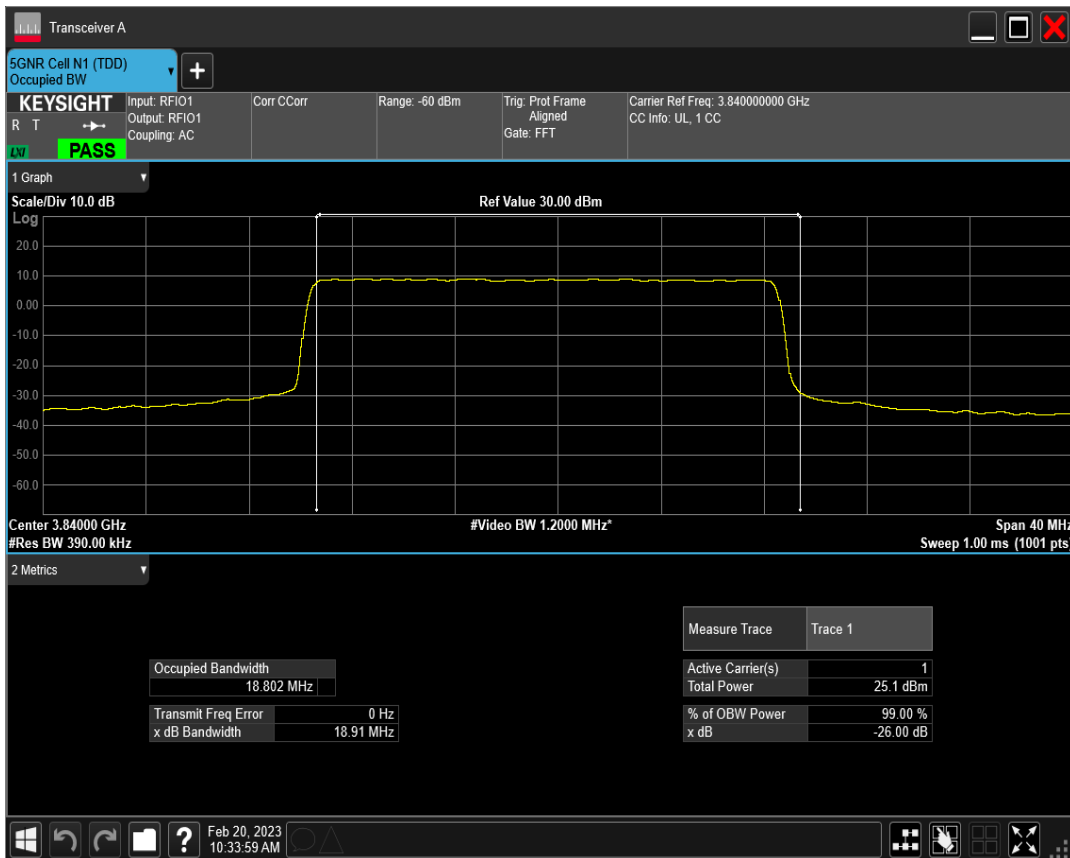 Transceiver A
5GNR Cell N1 (TDD)
Occupied BW
+
KEYSIGHT
R T
LXI
PASS
Input: RFIO1
Output: RFIO1
Coupling: AC
Corr CCorr
Range: -60 dBm
Trig: Prot Frame
Aligned
Gate: FFT
Carrier Ref Freq: 3.840000000 GHz
CC Info: UL, 1 CC
1 Graph
Scale/Div 10.0 dB
Ref Value 30.00 dBm
Log
20.0
10.0
0.00
-10.0
-20.0
-30.0
-40.0
-50.0
-60.0
Center 3.84000 GHz
#Video BW 1.2000 MHz*
Span 40 MHz
#Res BW 390.00 kHz
Sweep 1.00 ms (1001 pts)
2 Metrics
Measure Trace
Trace 1
Occupied Bandwidth
18.802 MHz
Active Carrier(s) 1
Total Power 25.1 dBm
Transmit Freq Error 0 Hz
x dB Bandwidth 18.91 MHz
% of OBW Power 99.00 %
x dB -26.00 dB
?
Feb 20, 2023
10:33:59 AM